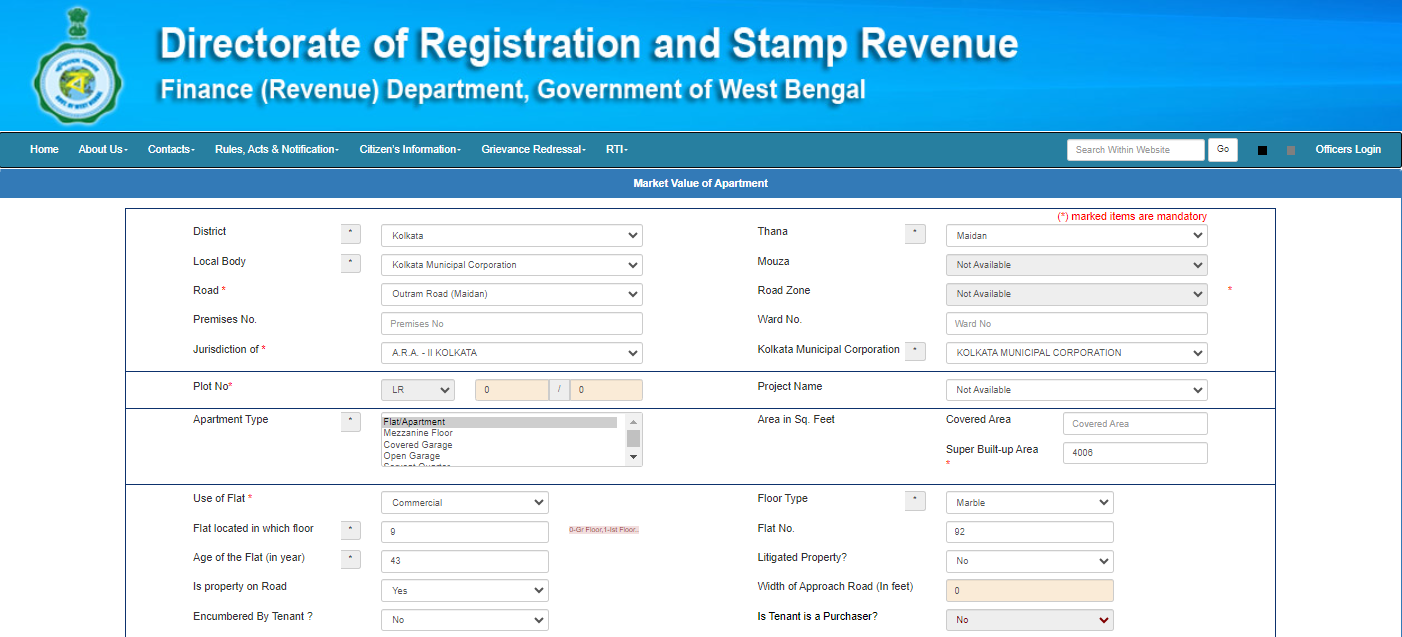 Directorate of Registration and Stamp Revenue
Finance (Revenue) Department, Government of West Bengal
Home About Us Contacts Rules, Acts & Notification Citizen's Information Grievance Redressal RTI Search Within Website Go Officers Login
Market Value of Apartment
(*) marked items are mandatory
District * Kolkata Thana * Maidan
Local Body * Kolkata Municipal Corporation Mouza Not Available
Road * Outram Road (Maidan) Road Zone Not Available *
Premises No. Premises No Ward No. Ward No
Jurisdiction of * A.R.A. - II KOLKATA Kolkata Municipal Corporation * KOLKATA MUNICIPAL CORPORATION
Plot No* LR 0 / 0 Project Name Not Available
Apartment Type * Flat/Apartment Area in Sq. Feet Covered Area Covered Area
Mezzanine Floor
Covered Garage
Open Garage Super Built-up Area * 4006
Servant Quarter
Use of Flat * Commercial Floor Type * Marble
Flat located in which floor * 9 0-Gr Floor,1-Ist Floor.. Flat No. 92
Age of the Flat (in year) * 43 Litigated Property? No
Is property on Road Yes Width of Approach Road (In feet) 0
Encumbered By Tenant ? No Is Tenant is a Purchaser? No